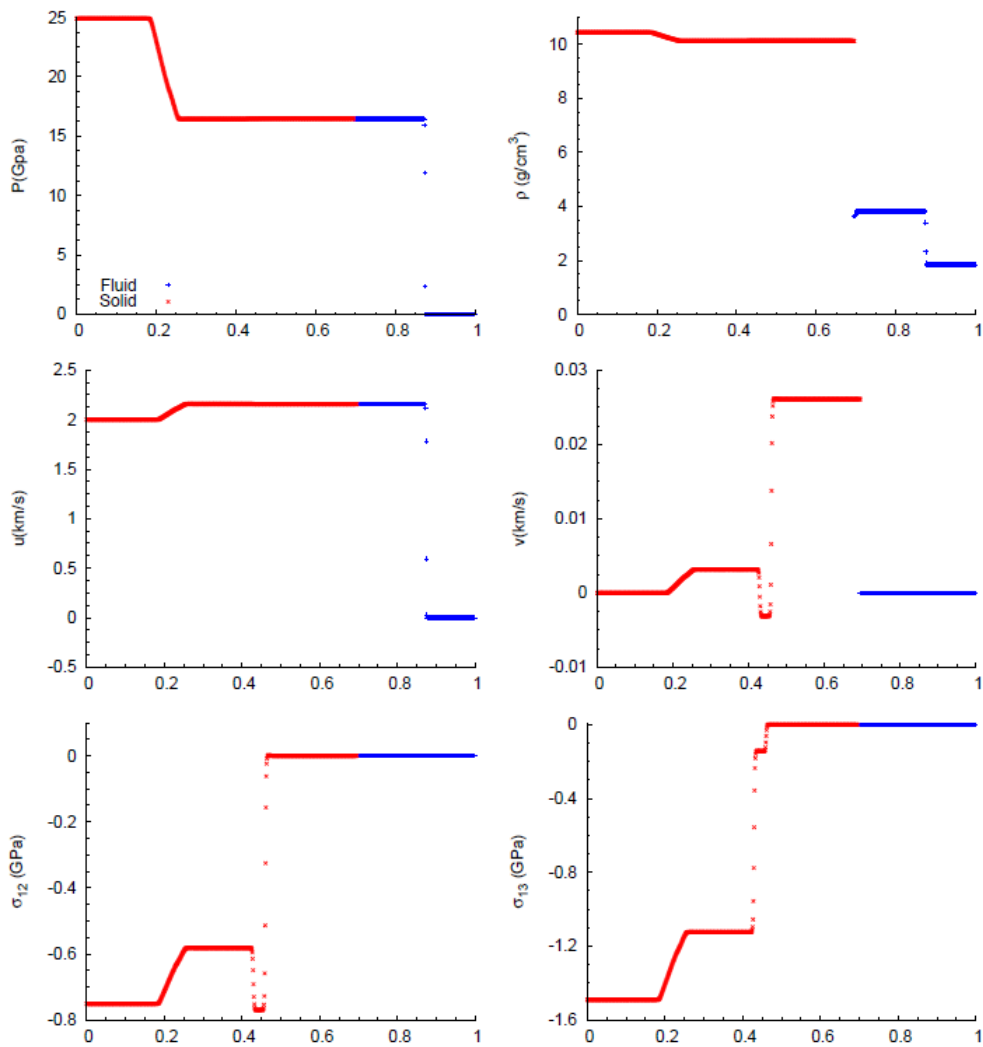 25
20
15
10
5
0
P(Gpa)
Fluid
Solid
0 0.2 0.4 0.6 0.8 1
10
8
6
4
2
0
ρ (g/cm³)
0 0.2 0.4 0.6 0.8 1
2.5
2
1.5
1
0.5
0
-0.5
u(km/s)
0 0.2 0.4 0.6 0.8 1
0.03
0.02
0.01
0
-0.01
v(km/s)
0 0.2 0.4 0.6 0.8 1
0
-0.2
-0.4
-0.6
-0.8
σ₁₂ (GPa)
0 0.2 0.4 0.6 0.8 1
0
-0.4
-0.8
-1.2
-1.6
σ₁₃ (GPa)
0 0.2 0.4 0.6 0.8 1